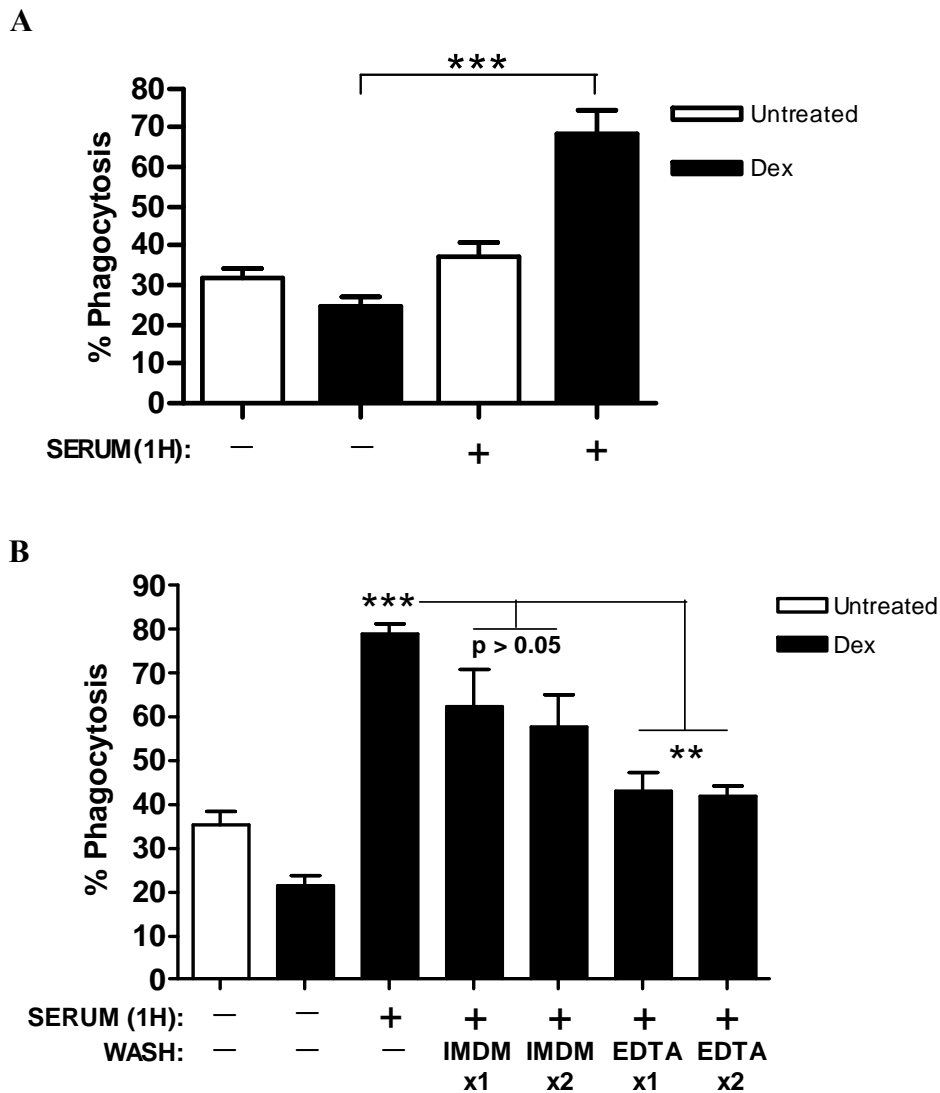 A
***
80
70
60
50
40
30
20
10
0
% Phagocytosis
Untreated
Dex
SERUM (1H): — — + +
B
90
80
70
60
50
40
30
20
10
0
% Phagocytosis
***
p > 0.05
**
Untreated
Dex
SERUM (1H): — — + + + + +
WASH: — — — IMDM IMDM EDTA EDTA
x1 x2 x1 x2